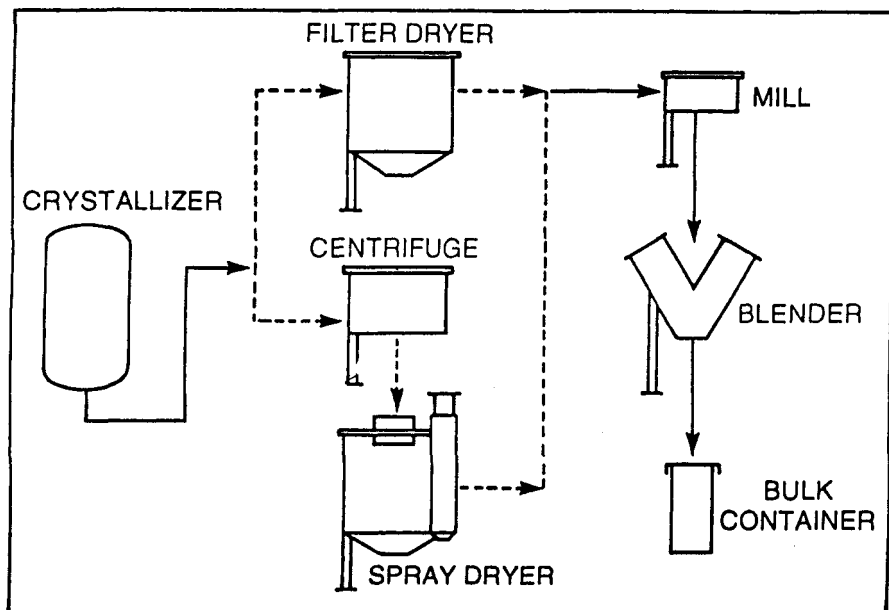 FILTER DRYER
MILL
CRYSTALLIZER
CENTRIFUGE
BLENDER
BULK
CONTAINER
SPRAY DRYER